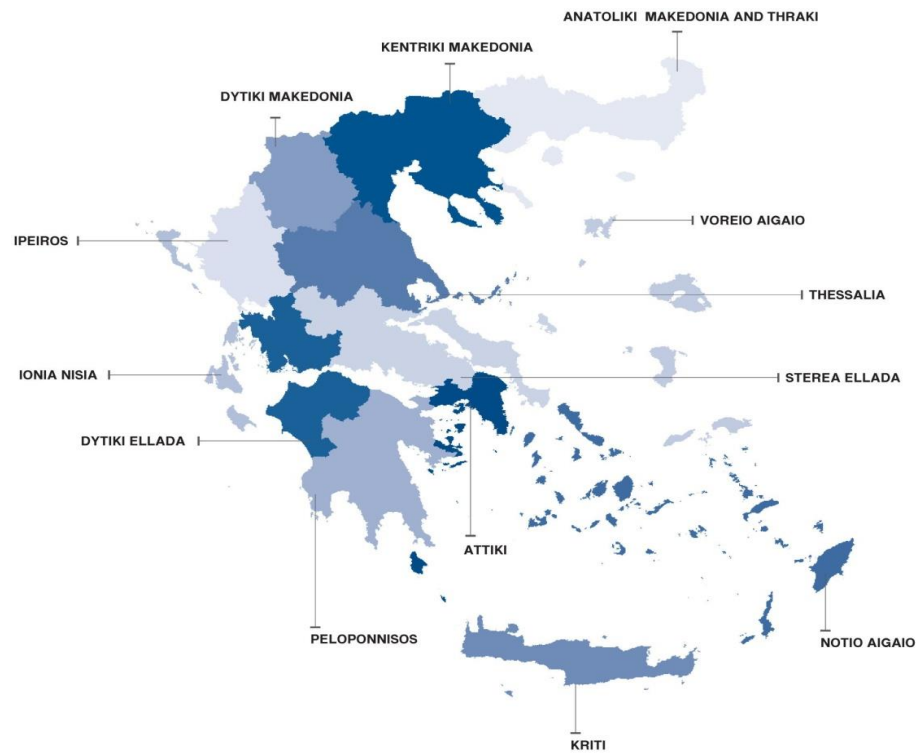 ANATOLIKI MAKEDONIA AND THRAKI
KENTRIKI MAKEDONIA
DYTIKI MAKEDONIA
VOREIO AIGAIO
IPEIROS
THESSALIA
IONIA NISIA
STEREA ELLADA
DYTIKI ELLADA
ATTIKI
PELOPONNISOS
NOTIO AIGAIO
KRITI